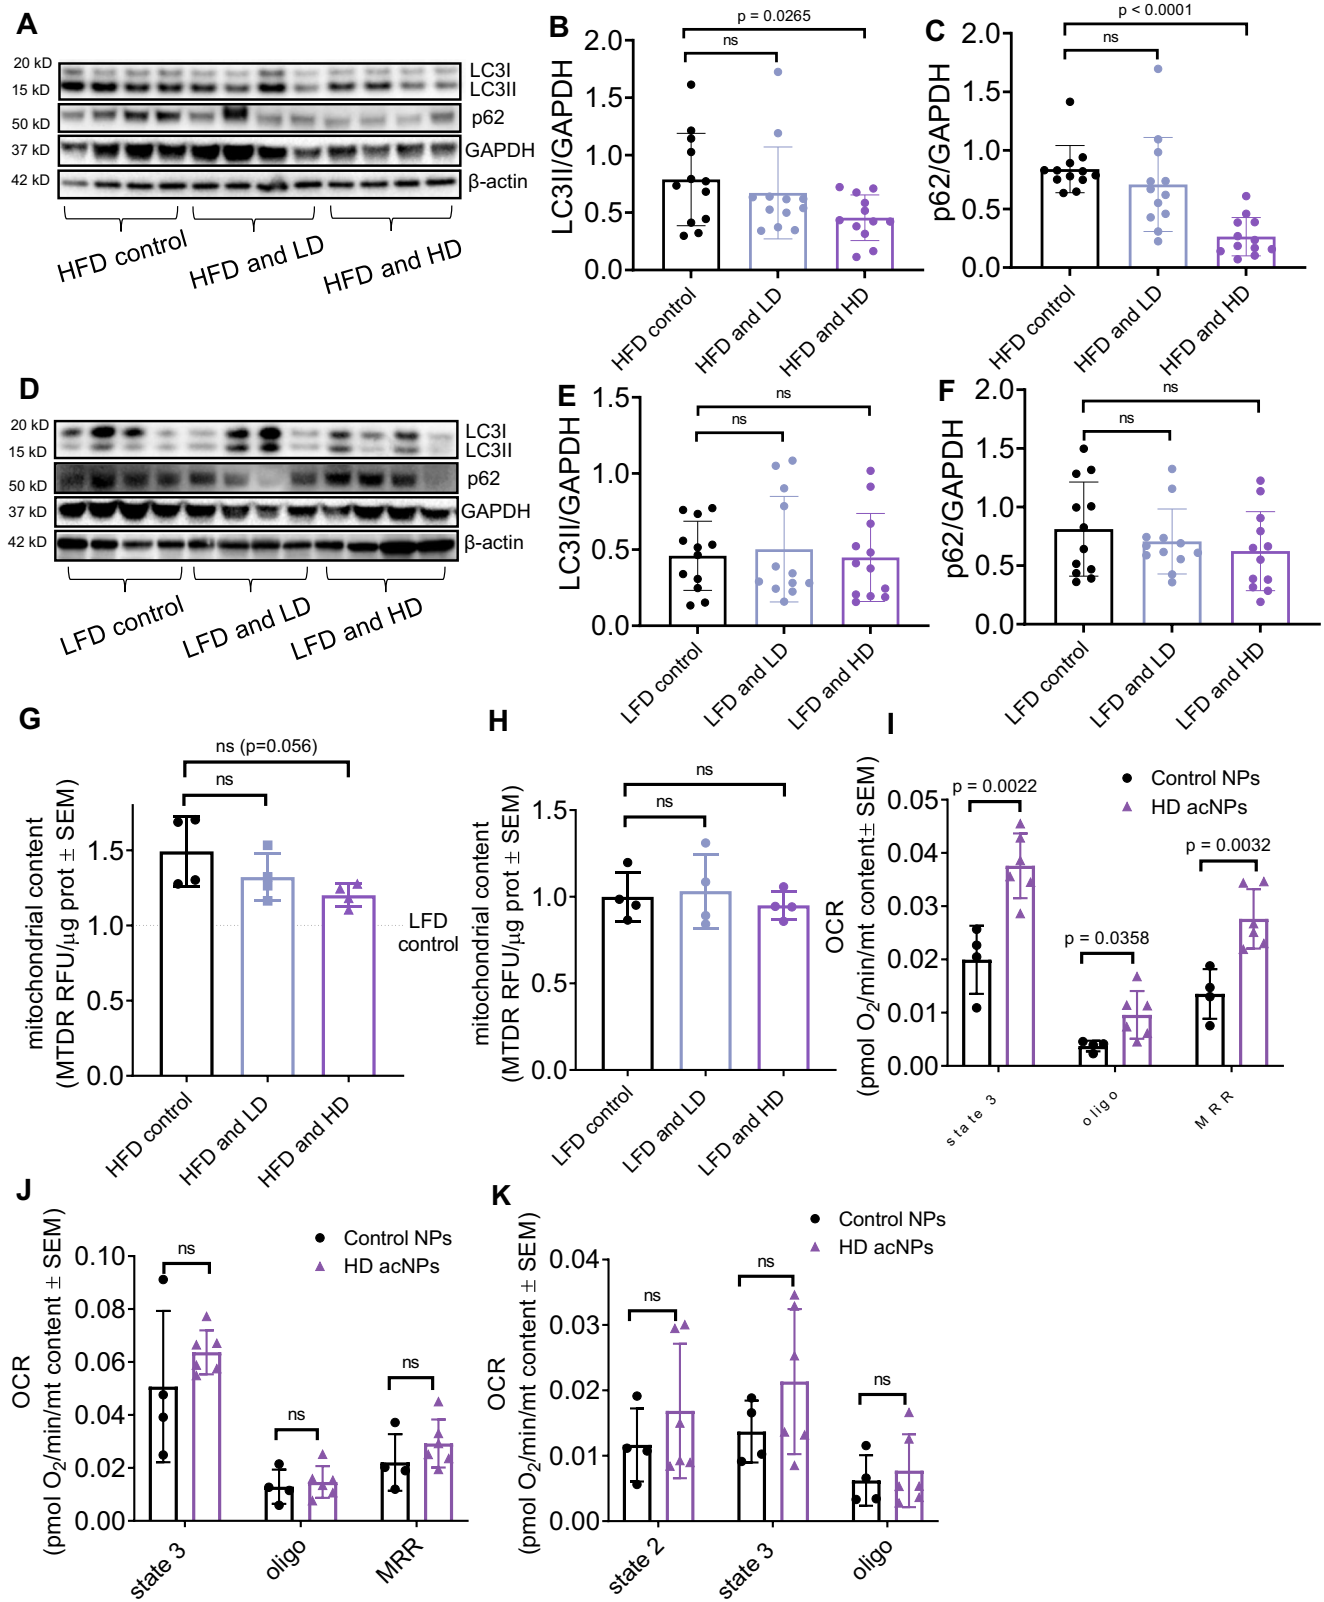 A
20 kD
15 kD
50 kD
37 kD
42 kD
LC3I
LC3II
p62
GAPDH
β-actin
HFD control
HFD and LD
HFD and HD
B
p = 0.0265
ns
LC3II/GAPDH
2.0
1.5
1.0
0.5
0.0
HFD control
HFD and LD
HFD and HD
C
p < 0.0001
ns
p62/GAPDH
2.0
1.5
1.0
0.5
0.0
HFD control
HFD and LD
HFD and HD
D
20 kD
15 kD
50 kD
37 kD
42 kD
LC3I
LC3II
p62
GAPDH
β-actin
LFD control
LFD and LD
LFD and HD
E
ns
ns
LC3II/GAPDH
1.5
1.0
0.5
0.0
LFD control
LFD and LD
LFD and HD
F
ns
ns
p62/GAPDH
2.0
1.5
1.0
0.5
0.0
LFD control
LFD and LD
LFD and HD
G
ns (p=0.056)
ns
mitochondrial content
(MTDR RFU/μg prot ± SEM)
1.5
1.0
0.5
0.0
LFD
control
HFD control
HFD and LD
HFD and HD
H
ns
ns
mitochondrial content
(MTDR RFU/μg prot ± SEM)
1.5
1.0
0.5
0.0
LFD control
LFD and LD
LFD and HD
I
Control NPs
HD acNPs
p = 0.0022
p = 0.0358
p = 0.0032
OCR
(pmol O₂/min/mt content± SEM)
0.05
0.04
0.03
0.02
0.01
0.00
state 3
oligo
MRR
J
Control NPs
HD acNPs
ns
ns
ns
OCR
(pmol O₂/min/mt content ± SEM)
0.10
0.08
0.06
0.04
0.02
0.00
state 3
oligo
MRR
K
Control NPs
HD acNPs
ns
ns
ns
OCR
(pmol O₂/min/mt content ± SEM)
0.04
0.03
0.02
0.01
0.00
state 2
state 3
oligo